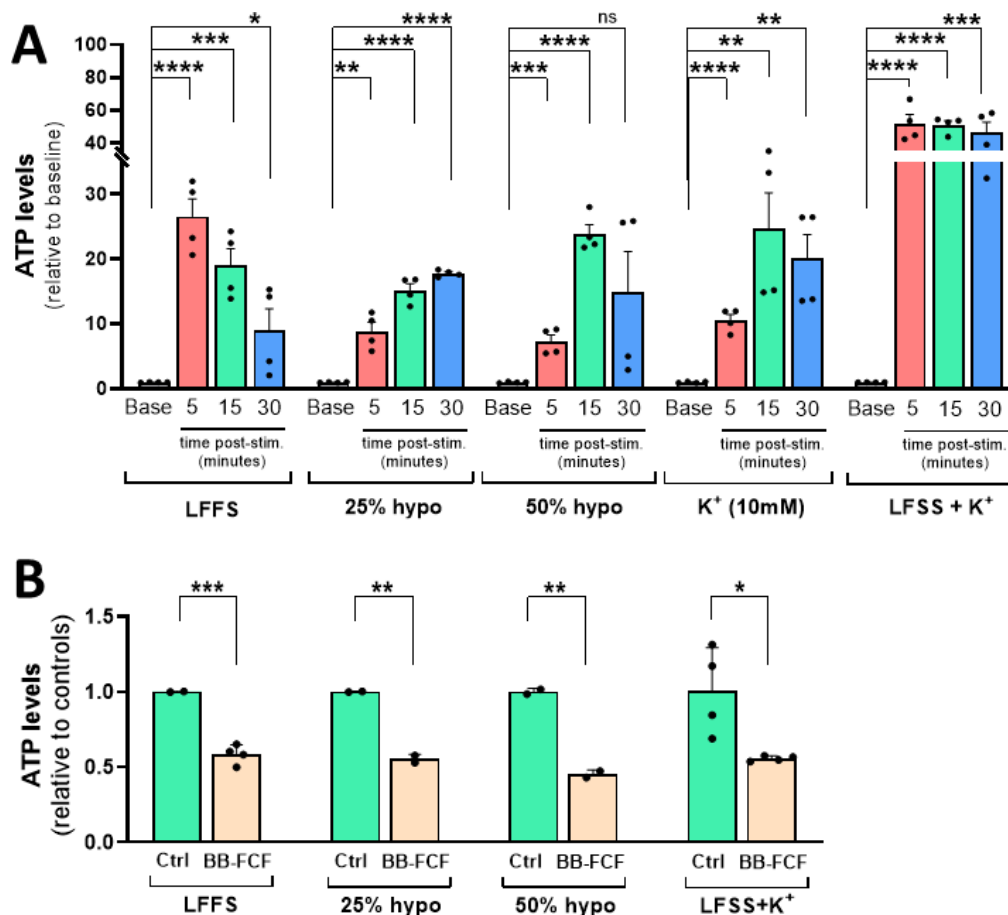 A
* **** ns ** ***
*** **** **** ** ****
**** ** *** **** ****
ATP levels
(relative to baseline)
100
80
60
40
30
20
10
0
Base 5 15 30 Base 5 15 30 Base 5 15 30 Base 5 15 30 Base 5 15 30
time post-stim. time post-stim. time post-stim. time post-stim. time post-stim.
(minutes) (minutes) (minutes) (minutes) (minutes)
LFFS 25% hypo 50% hypo K⁺ (10mM) LFSS + K⁺
B
*** ** ** *
ATP levels
(relative to controls)
1.5
1.0
0.5
0.0
Ctrl BB-FCF Ctrl BB-FCF Ctrl BB-FCF Ctrl BB-FCF
LFFS 25% hypo 50% hypo LFSS+K⁺